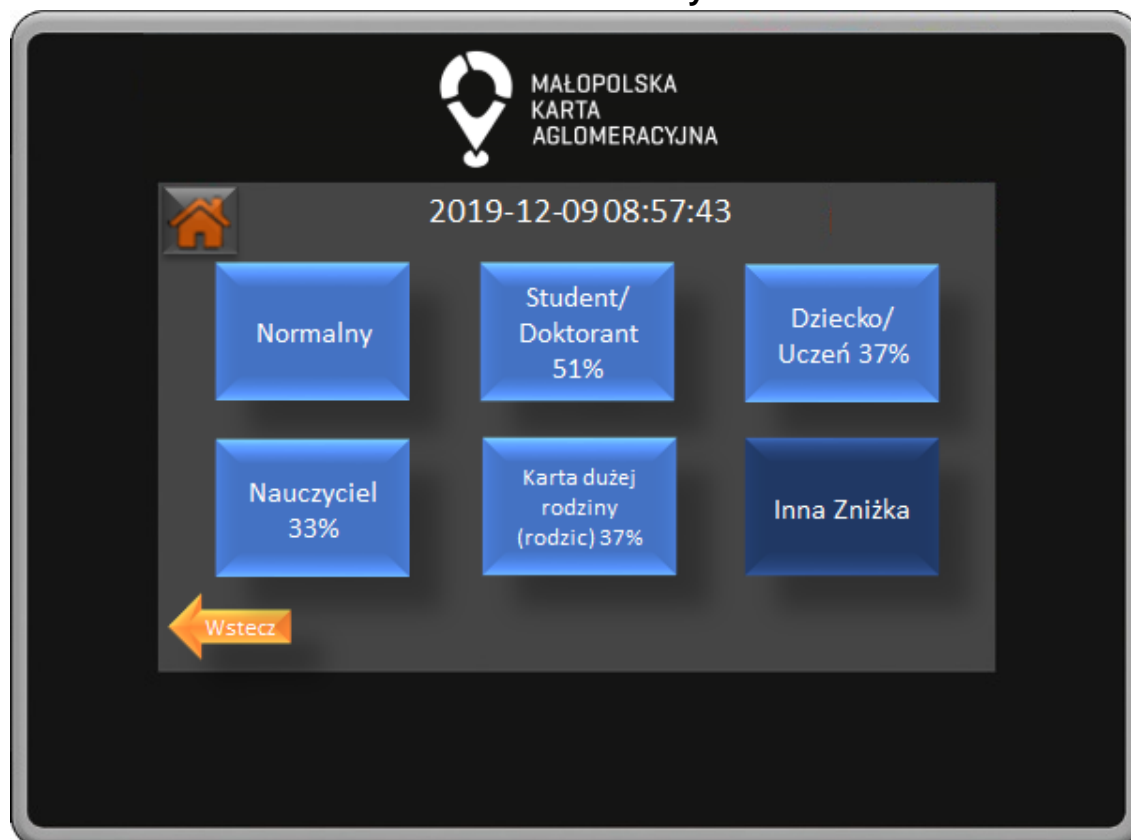 MAŁOPOLSKA
KARTA
AGLOMERACYJNA
2019-12-09 08:57:43
Normalny
Student/
Doktorant
51%
Dziecko/
Uczeń 37%
Nauczyciel
33%
Karta dużej
rodziny
(rodzic) 37%
Inna Zniżka
Wstecz